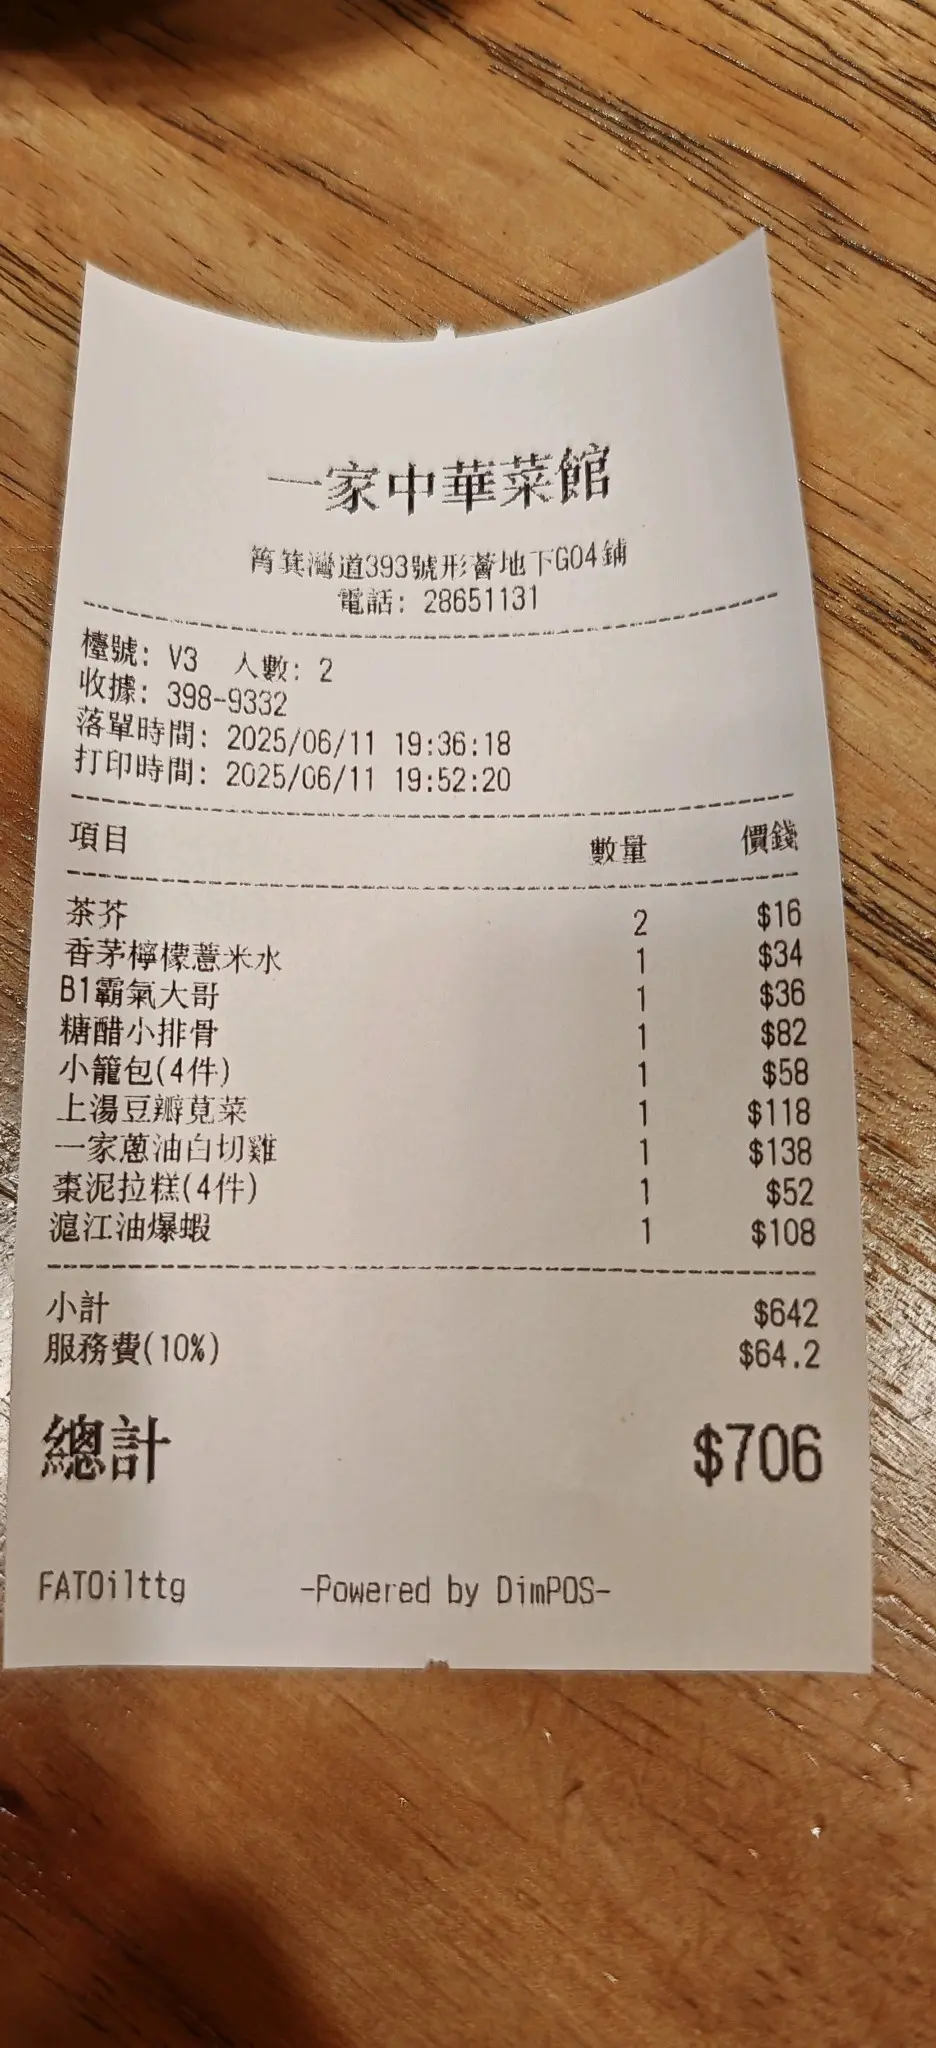 一家中華菜館
筲箕灣道393號形薈地下G04鋪
電話: 28651131
檯號: V3 人數: 2
收據: 398-9332
落單時間: 2025/06/11 19:36:18
打印時間: 2025/06/11 19:52:20
項目 數量 價錢
茶芥 2 $16
香茅檸檬薏米水 1 $34
B1霸氣大哥 1 $36
糖醋小排骨 1 $82
小籠包(4件) 1 $58
上湯豆瓣莧菜 1 $118
一家蔥油白切雞 1 $138
棗泥拉糕(4件) 1 $52
滬江油爆蝦 1 $108
小計 $642
服務費(10%) $64.2
總計 $706
FATOilttg -Powered by DimPOS-